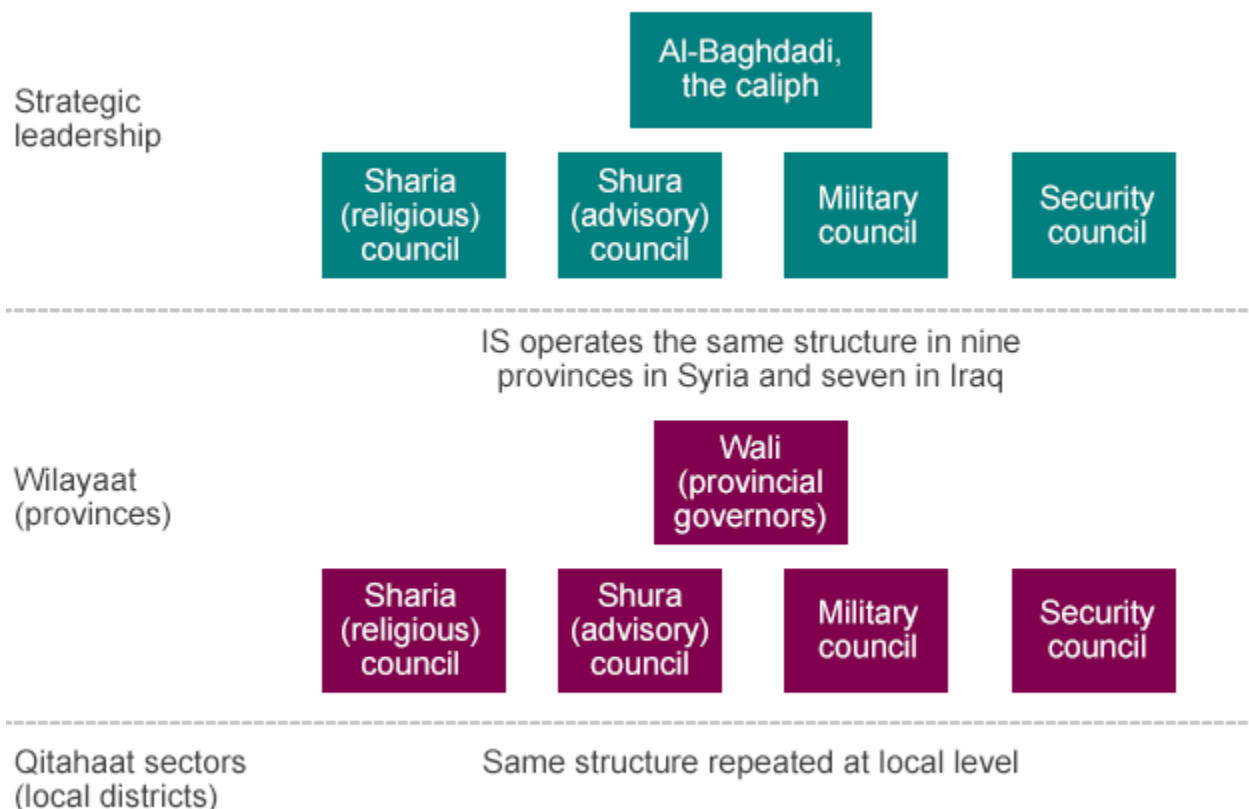 Strategic
leadership
Al-Baghdadi,
the caliph
Sharia
(religious)
council
Shura
(advisory)
council
Military
council
Security
council
IS operates the same structure in nine
provinces in Syria and seven in Iraq
Wilayaat
(provinces)
Wali
(provincial
governors)
Sharia
(religious)
council
Shura
(advisory)
council
Military
council
Security
council
Qitahaat sectors
(local districts)
Same structure repeated at local level